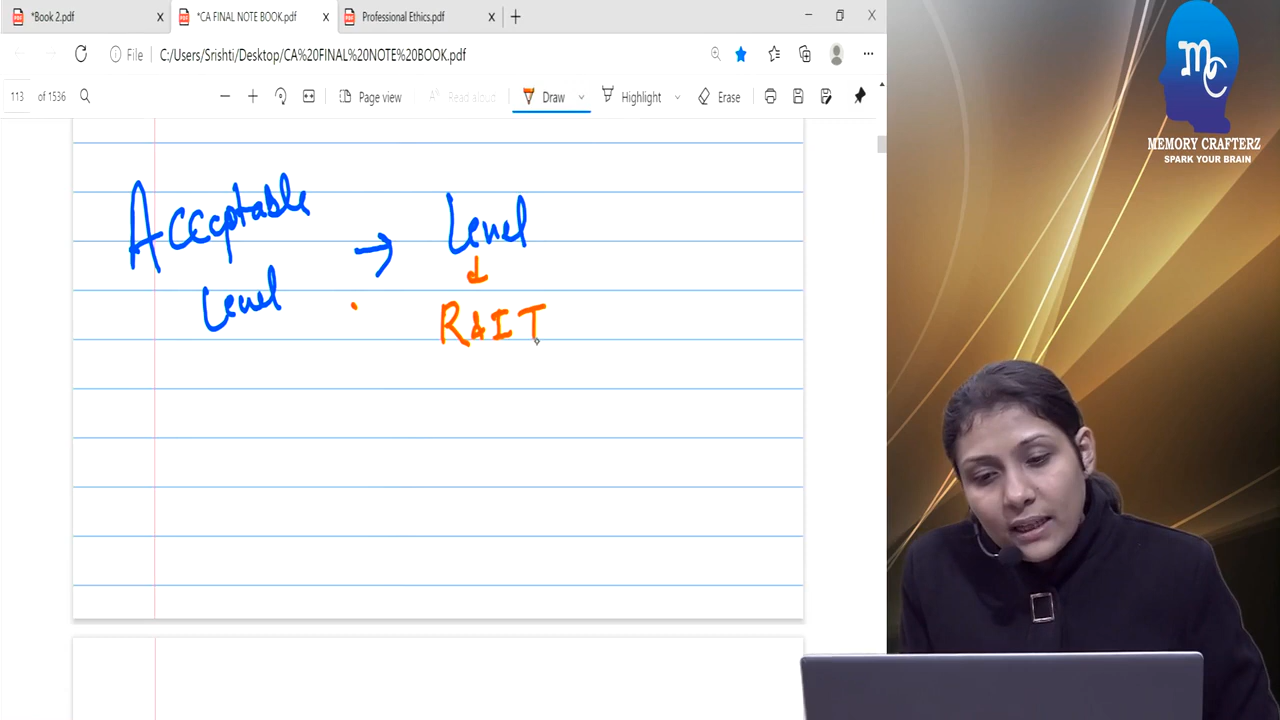 *Book 2.pdf
*CA FINAL NOTE BOOK.pdf
Professional Ethics.pdf
File
C:/Users/Srishti/Desktop/CA%20FINAL%20NOTE%20BOOK.pdf
113 of 1536
Page view
Read aloud
Draw
Highlight
Erase
Acceptable
Level
→ Level
↓
R&IT
MC
MEMORY CRAFTERZ
SPARK YOUR BRAIN